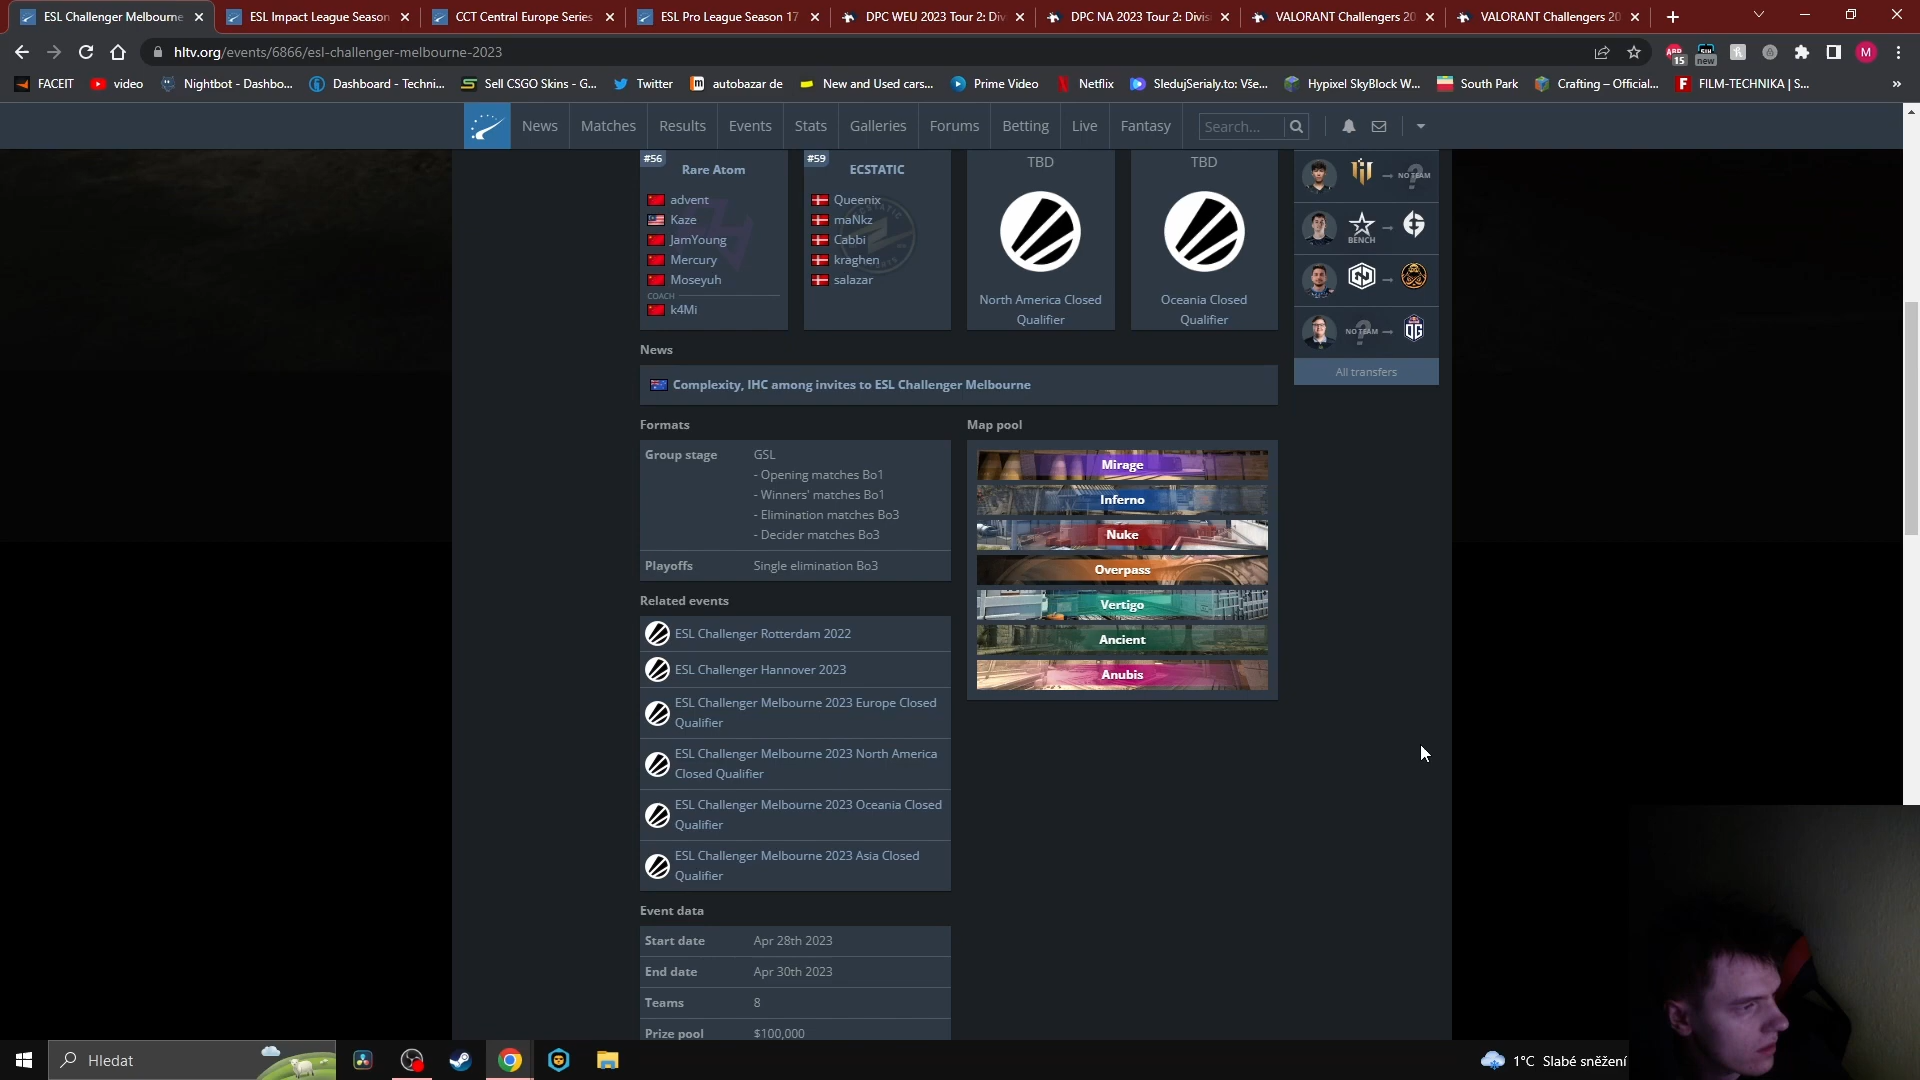 ESL Challenger Melbourne
ESL Impact League Season
CCT Central Europe Series
ESL Pro League Season 17
DPC WEU 2023 Tour 2: Divi
DPC NA 2023 Tour 2: Divisi
VALORANT Challengers 20
VALORANT Challengers 20
hltv.org/events/6866/esl-challenger-melbourne-2023
ABP
15
new
M
FACEIT
video
Nightbot - Dashbo...
Dashboard - Techni...
Sell CSGO Skins - G...
Twitter
autobazar de
New and Used cars...
Prime Video
Netflix
SledujSerialy.to: Vše...
Hypixel SkyBlock W...
South Park
Crafting – Official...
FILM-TECHNIKA | S...
»
News
Matches
Results
Events
Stats
Galleries
Forums
Betting
Live
Fantasy
Search...
#56
Rare Atom
advent
Kaze
JamYoung
Mercury
Moseyuh
COACH
k4Mi
#59
ECSTATIC
Queenix
maNkz
Cabbi
kraghen
salazar
TBD
North America Closed
Qualifier
TBD
Oceania Closed
Qualifier
NO TEAM
BENCH
NO TEAM
OG
All transfers
News
Complexity, IHC among invites to ESL Challenger Melbourne
Formats
Group stage
GSL
- Opening matches Bo1
- Winners' matches Bo1
- Elimination matches Bo3
- Decider matches Bo3
Playoffs
Single elimination Bo3
Map pool
Mirage
Inferno
Nuke
Overpass
Vertigo
Ancient
Anubis
Related events
ESL Challenger Rotterdam 2022
ESL Challenger Hannover 2023
ESL Challenger Melbourne 2023 Europe Closed
Qualifier
ESL Challenger Melbourne 2023 North America
Closed Qualifier
ESL Challenger Melbourne 2023 Oceania Closed
Qualifier
ESL Challenger Melbourne 2023 Asia Closed
Qualifier
Event data
Start date
Apr 28th 2023
End date
Apr 30th 2023
Teams
8
Prize pool
$100,000
Hledat
1°C Slabé sněžení